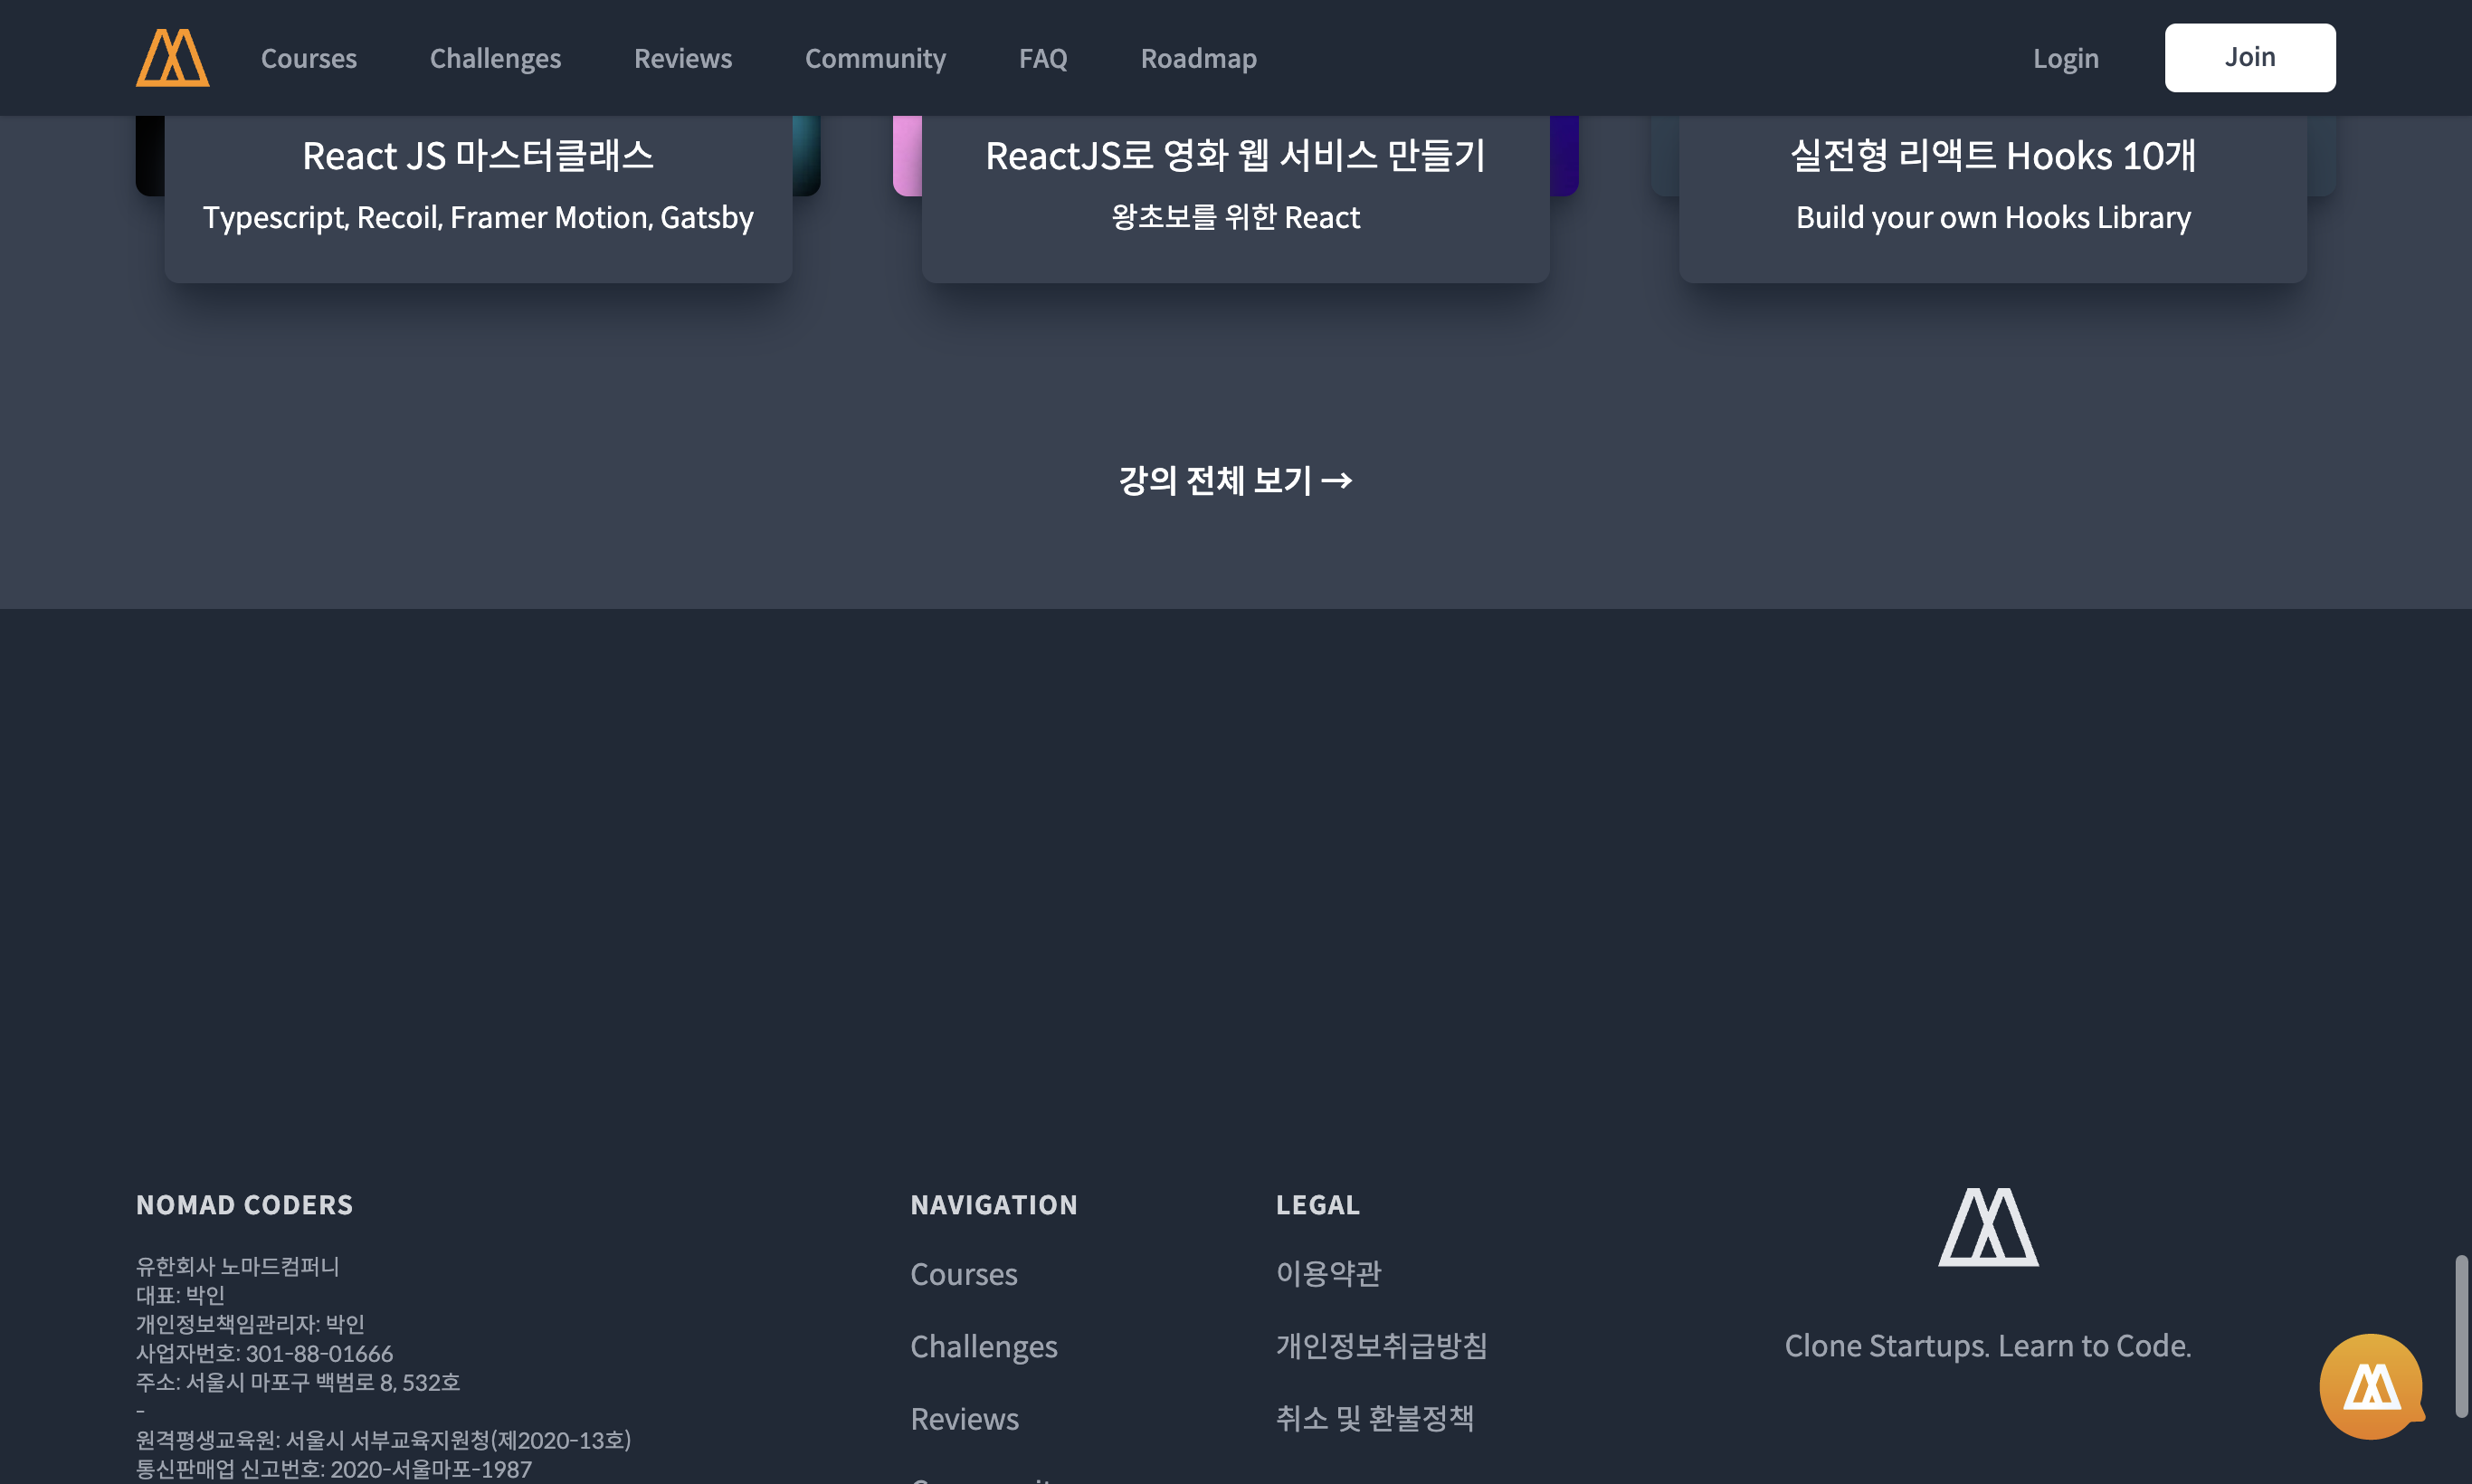 Courses Challenges Reviews Community FAQ Roadmap Login Join
React JS 마스터클래스
Typescript, Recoil, Framer Motion, Gatsby
ReactJS로 영화 웹 서비스 만들기
왕초보를 위한 React
실전형 리액트 Hooks 10개
Build your own Hooks Library
강의 전체 보기 →
NOMAD CODERS
유한회사 노마드컴퍼니
대표: 박인
개인정보책임관리자: 박인
사업자번호: 301-88-01666
주소: 서울시 마포구 백범로 8, 532호
-
원격평생교육원: 서울시 서부교육지원청(제2020-13호)
통신판매업 신고번호: 2020-서울마포-1987
NAVIGATION
Courses
Challenges
Reviews
LEGAL
이용약관
개인정보취급방침
취소 및 환불정책
Clone Startups. Learn to Code.